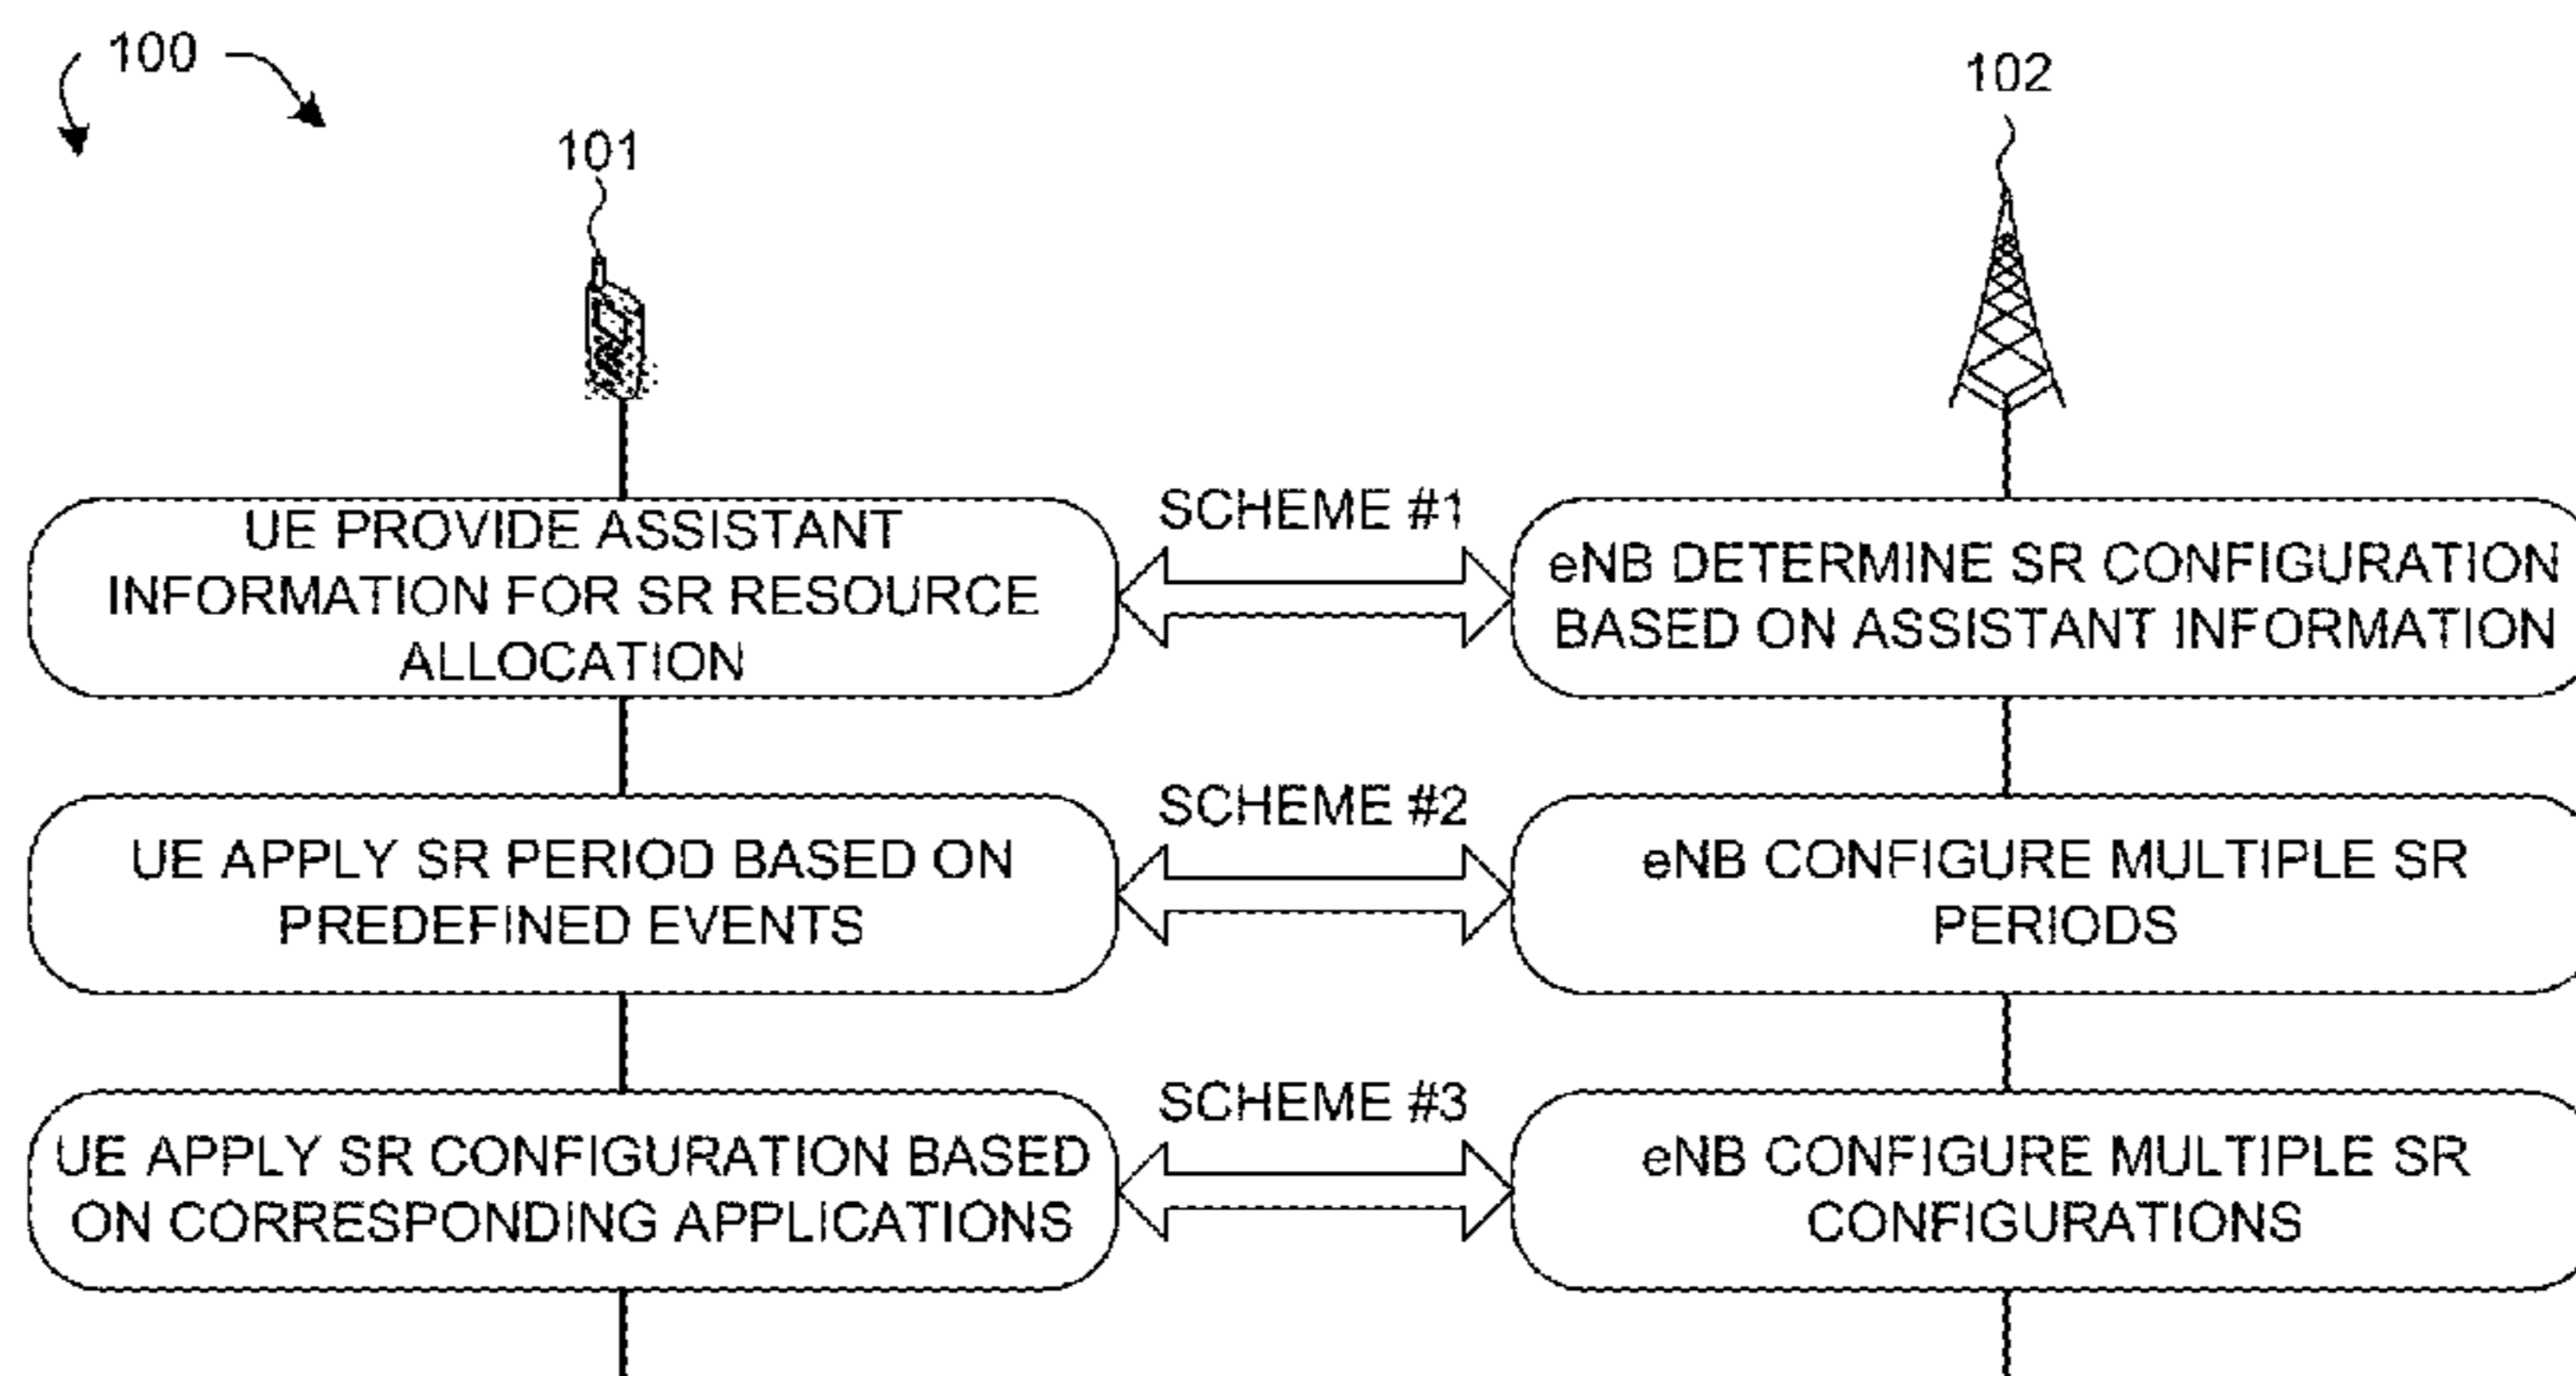 100
102
101
UE PROVIDE ASSISTANT
INFORMATION FOR SR RESOURCE
ALLOCATION
SCHEME #1
eNB DETERMINE SR CONFIGURATION
BASED ON ASSISTANT INFORMATION
UE APPLY SR PERIOD BASED ON
PREDEFINED EVENTS
SCHEME #2
eNB CONFIGURE MULTIPLE SR
PERIODS
UE APPLY SR CONFIGURATION BASED
ON CORRESPONDING APPLICATIONS
SCHEME #3
eNB CONFIGURE MULTIPLE SR
CONFIGURATIONS